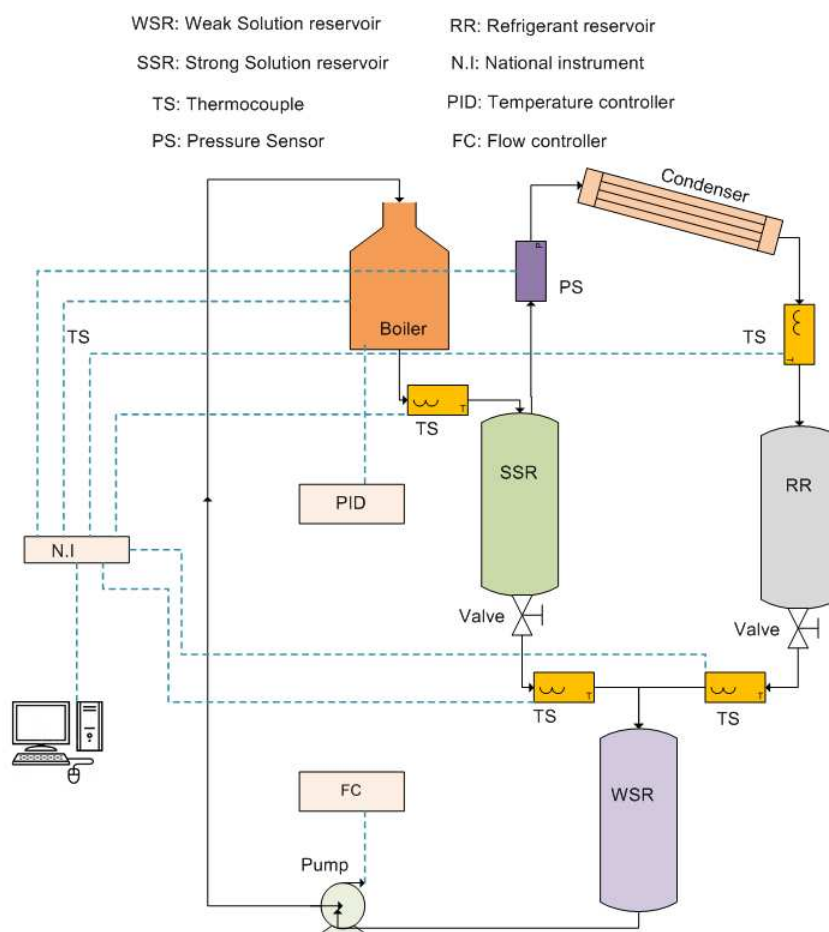 WSR: Weak Solution reservoir
RR: Refrigerant reservoir
SSR: Strong Solution reservoir
N.I: National instrument
TS: Thermocouple
PID: Temperature controller
PS: Pressure Sensor
FC: Flow controller
Condenser
P
PS
TS
Boiler
TS
T
T
TS
SSR
RR
PID
N.I
Valve
Valve
T
T
TS
TS
WSR
FC
Pump